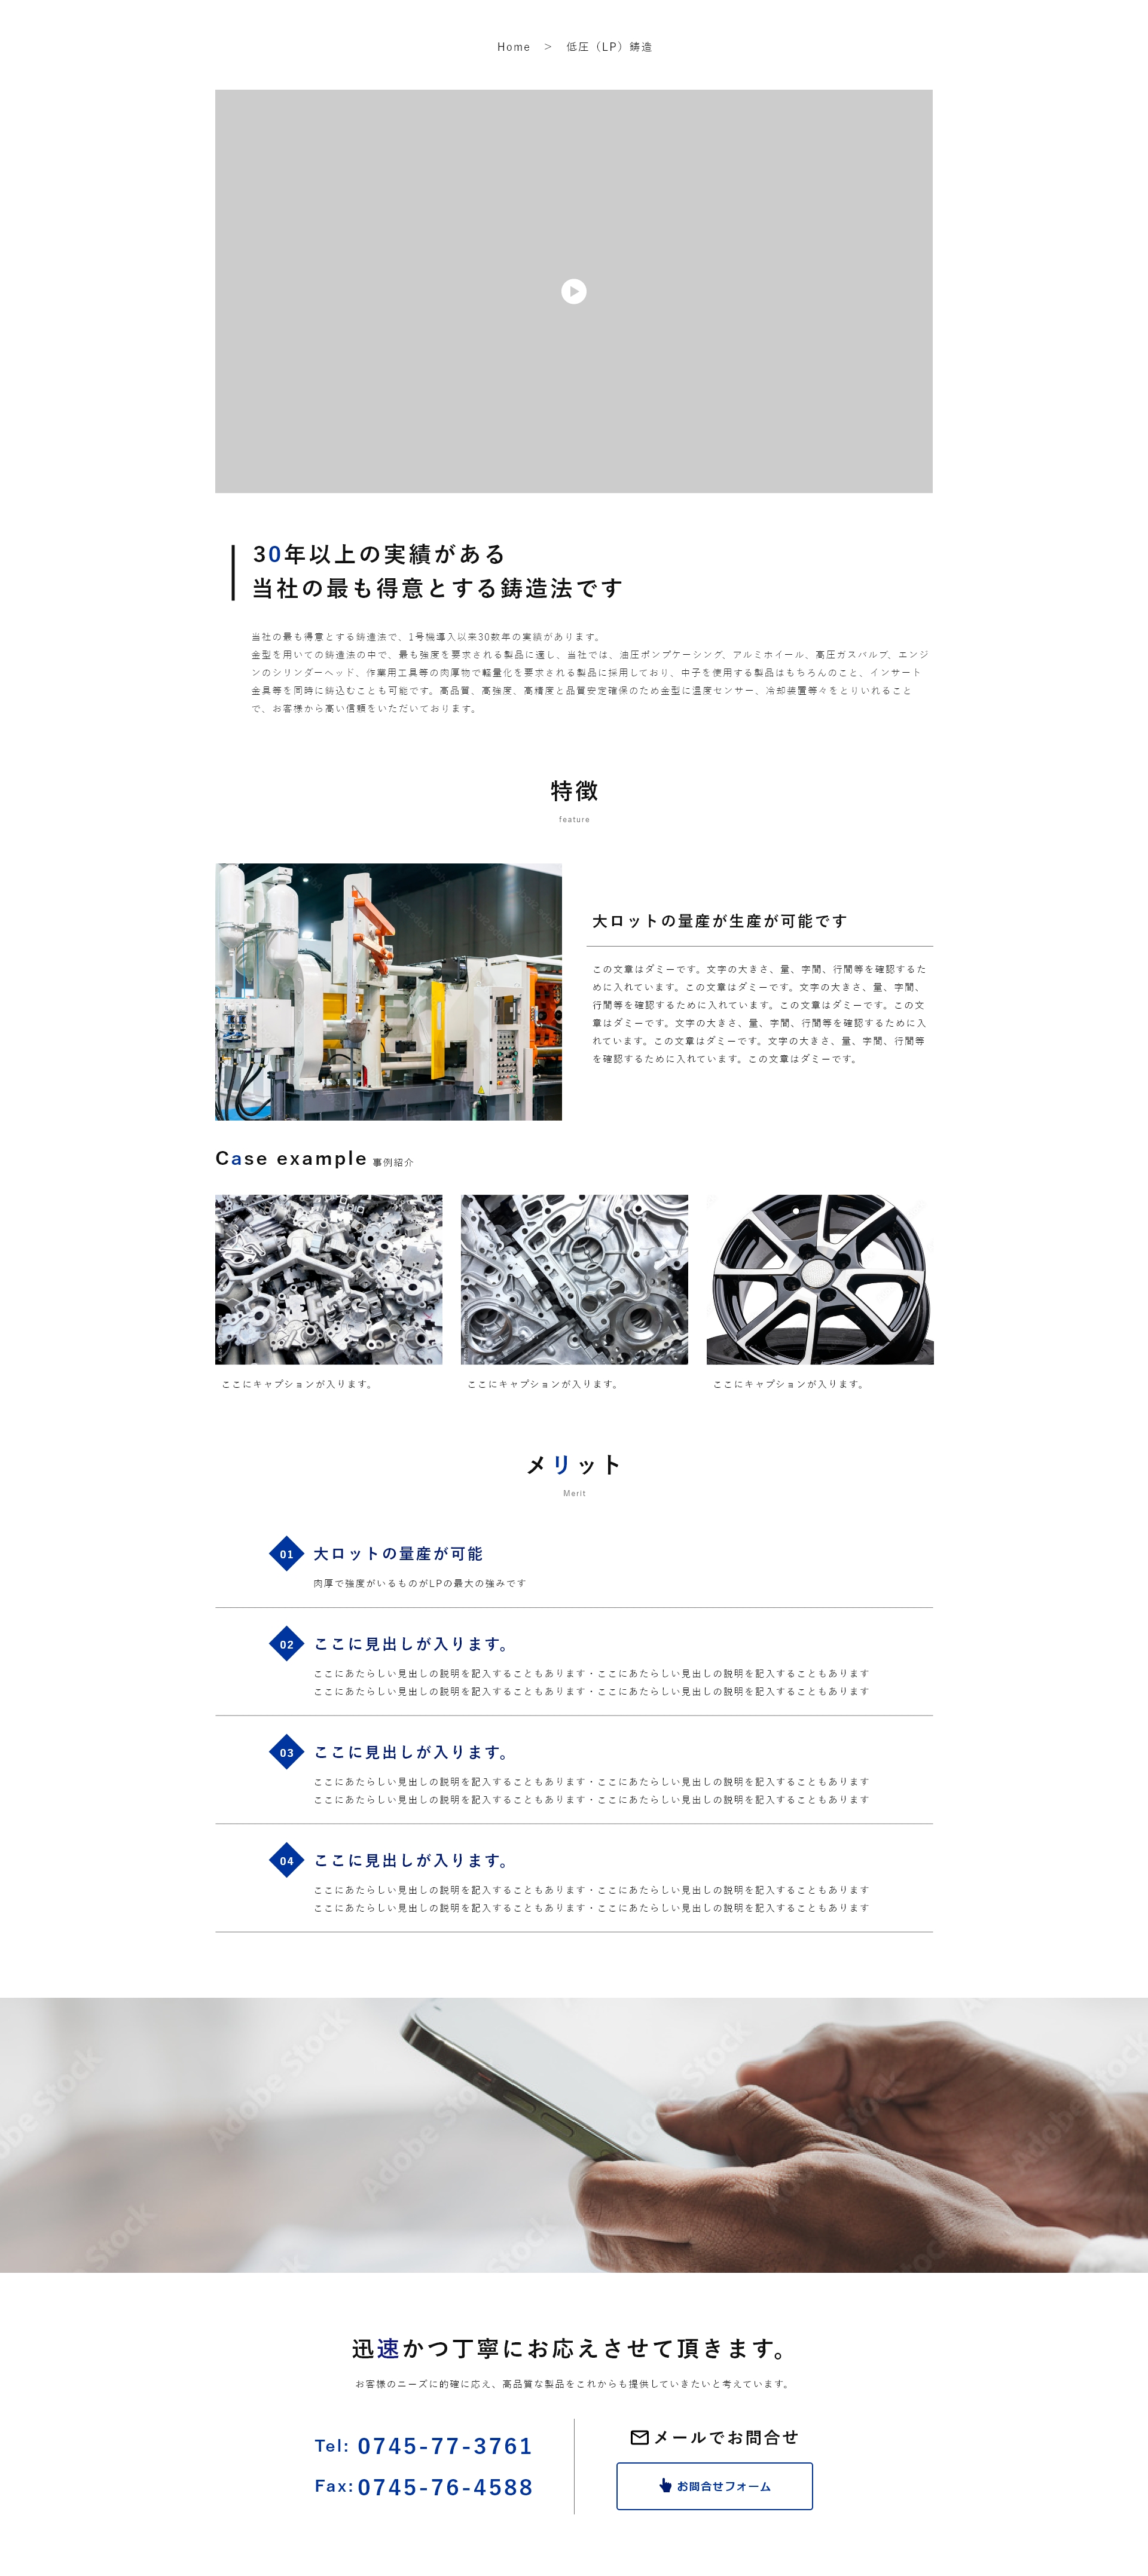 Home > 低圧（LP）鋳造
30年以上の実績がある
当社の最も得意とする鋳造法です
当社の最も得意とする鋳造法で、1号機導入以来30数年の実績があります。
金型を用いての鋳造法の中で、最も強度を要求される製品に適し、当社では、油圧ポンプケーシング、アルミホイール、高圧ガスバルブ、エンジ
ンのシリンダーヘッド、作業用工具等の肉厚物で軽量化を要求される製品に採用しており、中子を使用する製品はもちろんのこと、インサート
金具等を同時に鋳込むことも可能です。高品質、高強度、高精度と品質安定確保のため金型に温度センサー、冷却装置等々をとりいれること
で、お客様から高い信頼をいただいております。
特徴
feature
大ロットの量産が生産が可能です
この文章はダミーです。文字の大きさ、量、字間、行間等を確認するた
めに入れています。この文章はダミーです。文字の大きさ、量、字間、
行間等を確認するために入れています。この文章はダミーです。この文
章はダミーです。文字の大きさ、量、字間、行間等を確認するために入
れています。この文章はダミーです。文字の大きさ、量、字間、行間等
を確認するために入れています。この文章はダミーです。
Case example 事例紹介
ここにキャプションが入ります。
ここにキャプションが入ります。
ここにキャプションが入ります。
メリット
Merit
01 大ロットの量産が可能
肉厚で強度がいるものがLPの最大の強みです
02 ここに見出しが入ります。
ここにあたらしい見出しの説明を記入することもあります・ここにあたらしい見出しの説明を記入することもあります
ここにあたらしい見出しの説明を記入することもあります・ここにあたらしい見出しの説明を記入することもあります
03 ここに見出しが入ります。
ここにあたらしい見出しの説明を記入することもあります・ここにあたらしい見出しの説明を記入することもあります
ここにあたらしい見出しの説明を記入することもあります・ここにあたらしい見出しの説明を記入することもあります
04 ここに見出しが入ります。
ここにあたらしい見出しの説明を記入することもあります・ここにあたらしい見出しの説明を記入することもあります
ここにあたらしい見出しの説明を記入することもあります・ここにあたらしい見出しの説明を記入することもあります
Adobe Stock
Adobe Stock
Adobe Stock
Adobe Stock
迅速かつ丁寧にお応えさせて頂きます。
お客様のニーズに的確に応え、高品質な製品をこれからも提供していきたいと考えています。
Tel: 0745-77-3761
Fax: 0745-76-4588
メールでお問合せ
お問合せフォーム